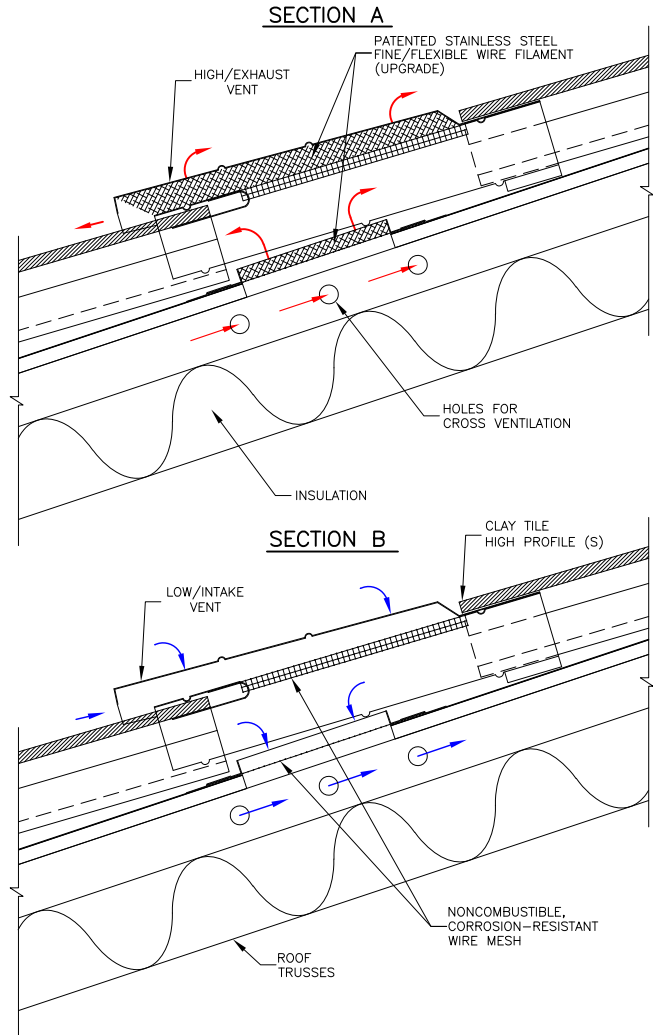 SECTION A
PATENTED STAINLESS STEEL
FINE/FLEXIBLE WIRE FILAMENT
(UPGRADE)
HIGH/EXHAUST
VENT
HOLES FOR
CROSS VENTILATION
INSULATION
SECTION B
CLAY TILE
HIGH PROFILE (S)
LOW/INTAKE
VENT
NONCOMBUSTIBLE,
CORROSION-RESISTANT
WIRE MESH
ROOF
TRUSSES